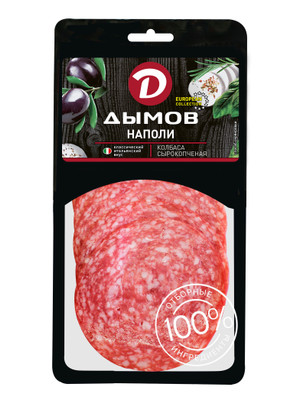 Д
EUROPEAN
COLLECTION
ДЫМОВ
НАПОЛИ
КЛАССИЧЕСКИЙ
ИТАЛЬЯНСКИЙ
ВКУС
КОЛБАСА
СЫРОКОПЧЕНАЯ
ОТБОРНЫЕ
100%
ИНГРЕДИЕНТЫ